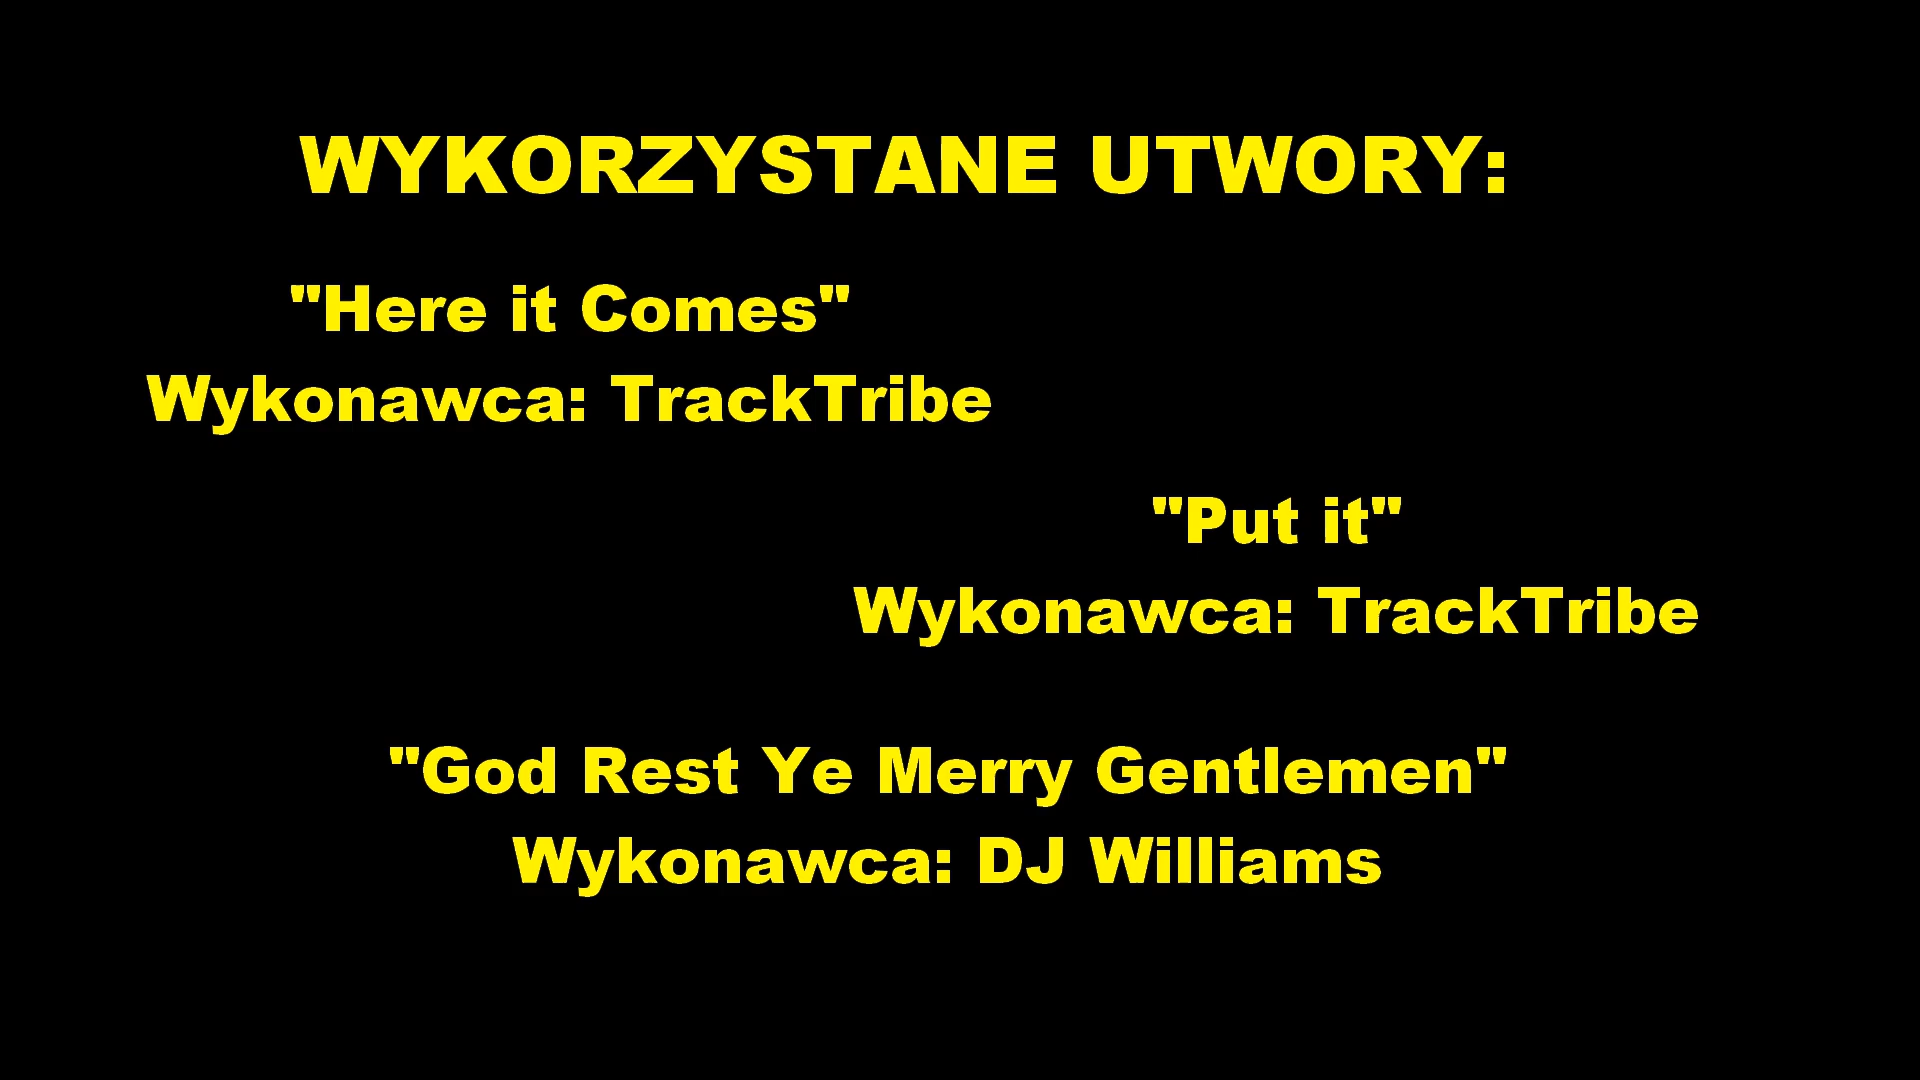 WYKORZYSTANE UTWORY:
"Here it Comes"
Wykonawca: TrackTribe
"Put it"
Wykonawca: TrackTribe
"God Rest Ye Merry Gentlemen"
Wykonawca: DJ Williams